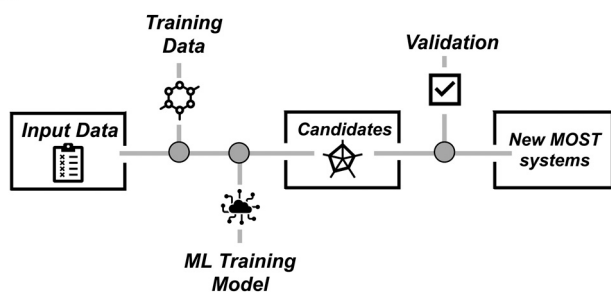 Training
Data
Validation
Input Data
Candidates
New MOST
systems
ML Training
Model